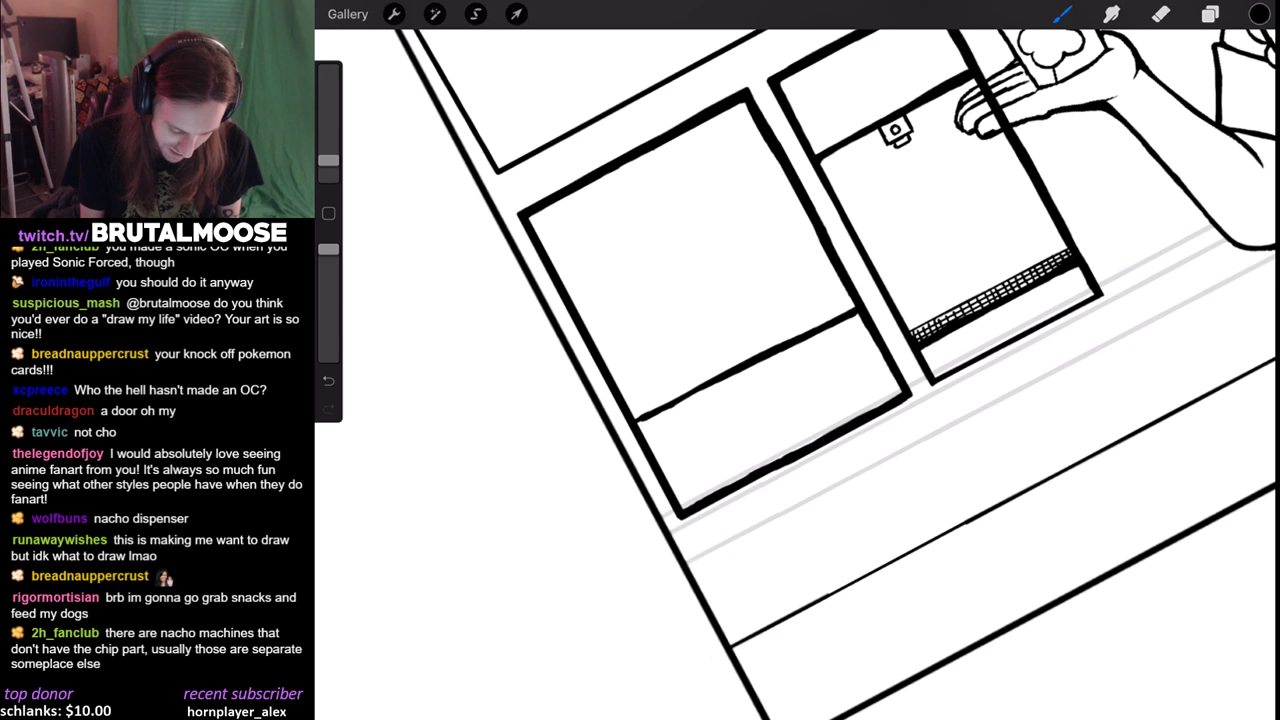 Gallery
twitch.tv/BRUTALMOOSE
2h_fanclub you made a sonic OC when you
played Sonic Forced, though
ironinthegulf you should do it anyway
suspicious_mash @brutalmoose do you think
you'd ever do a "draw my life" video? Your art is so
nice!!
breadnauppercrust your knock off pokemon
cards!!!
xcpreece Who the hell hasn't made an OC?
draculdragon a door oh my
tavvic not cho
thelegendofjoy I would absolutely love seeing
anime fanart from you! It's always so much fun
seeing what other styles people have when they do
fanart!
wolfbuns nacho dispenser
runawaywishes this is making me want to draw
but idk what to draw lmao
breadnauppercrust
rigormortisian brb im gonna go grab snacks and
feed my dogs
2h_fanclub there are nacho machines that
don't have the chip part, usually those are separate
someplace else
top donor
recent subscriber
schlanks: $10.00
hornplayer_alex